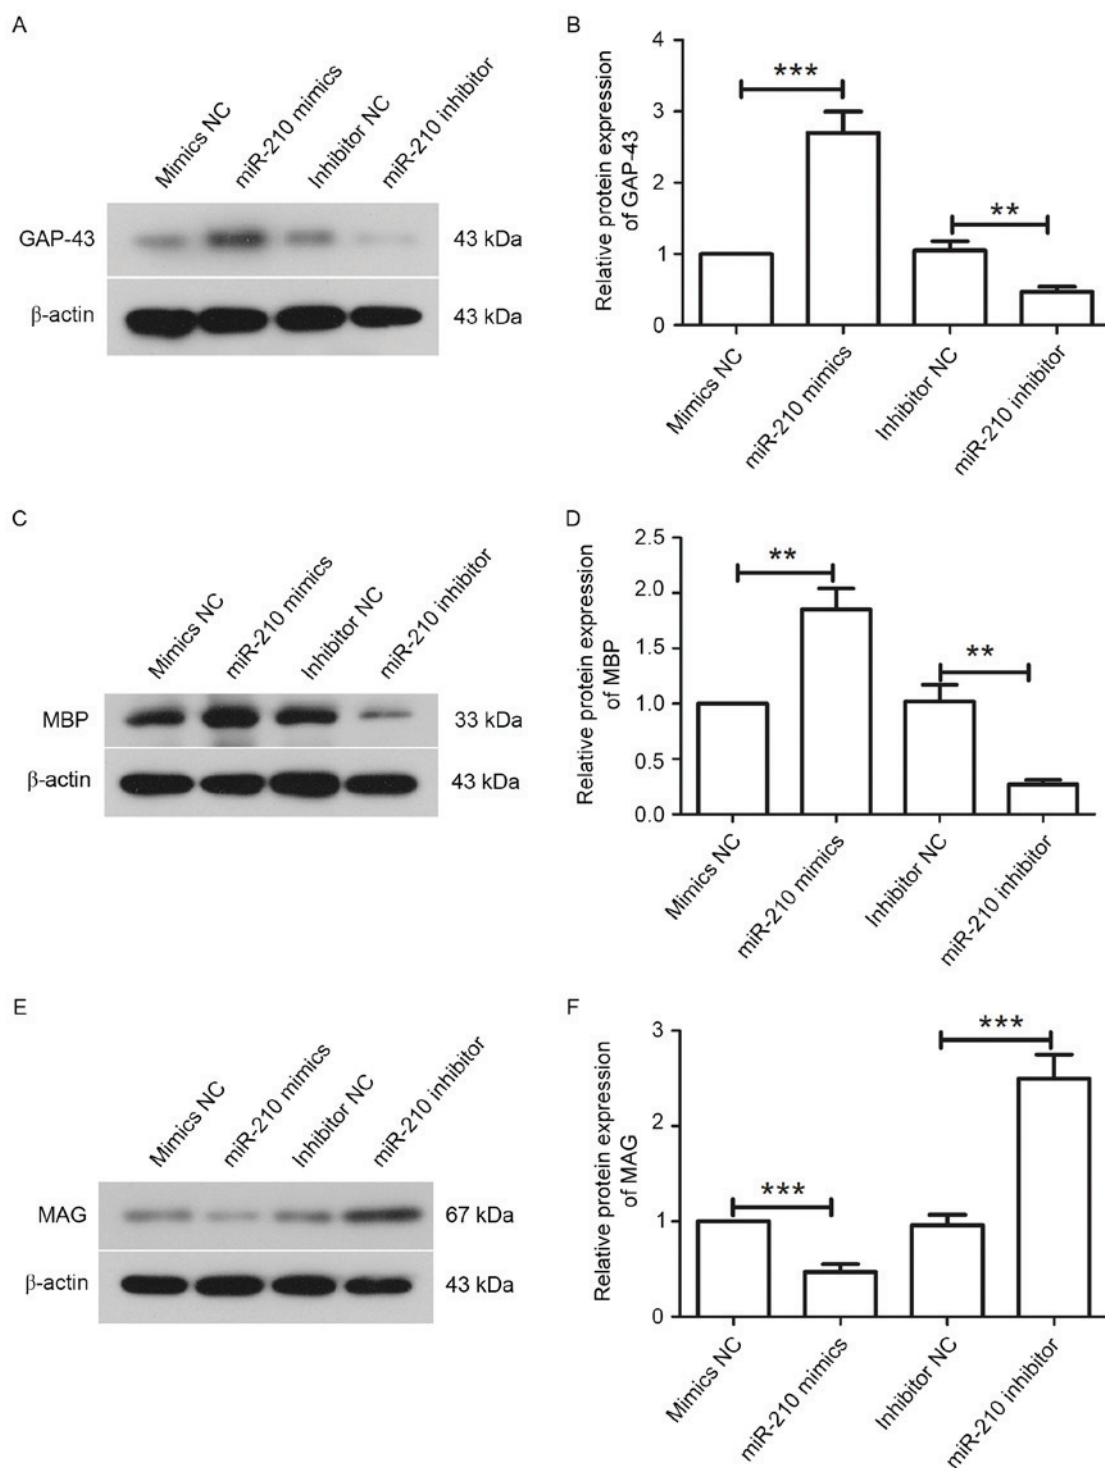 A
Mimics NC
miR-210 mimics
Inhibitor NC
miR-210 inhibitor
GAP-43
43 kDa
β-actin
43 kDa
B
Relative protein expression
of GAP-43
4
3
2
1
0
***
**
Mimics NC
miR-210 mimics
Inhibitor NC
miR-210 inhibitor
C
Mimics NC
miR-210 mimics
Inhibitor NC
miR-210 inhibitor
MBP
33 kDa
β-actin
43 kDa
D
Relative protein expression
of MBP
2.5
2.0
1.5
1.0
0.5
0.0
**
**
Mimics NC
miR-210 mimics
Inhibitor NC
miR-210 inhibitor
E
Mimics NC
miR-210 mimics
Inhibitor NC
miR-210 inhibitor
MAG
67 kDa
β-actin
43 kDa
F
Relative protein expression
of MAG
3
2
1
0
***
***
Mimics NC
miR-210 mimics
Inhibitor NC
miR-210 inhibitor